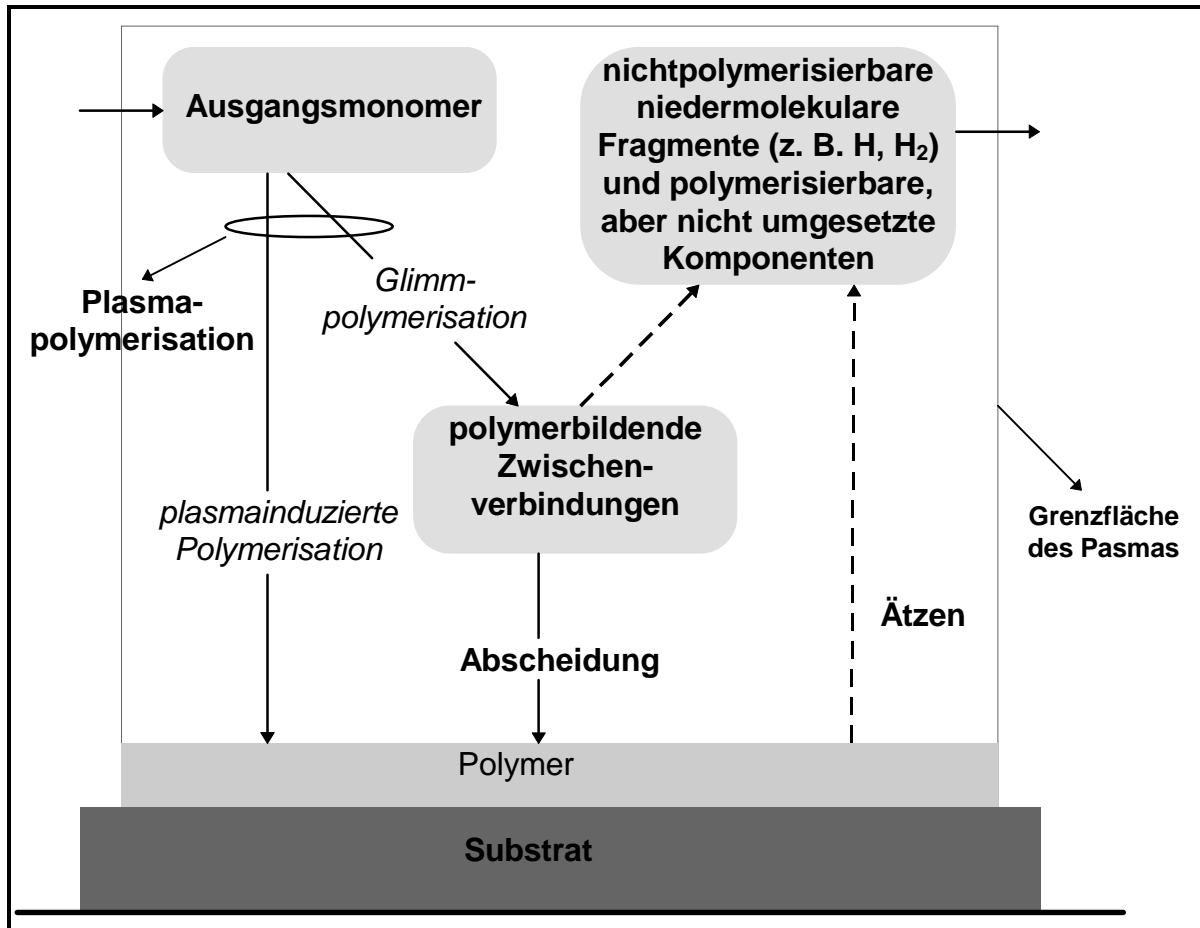 Ausgangsmonomer
nichtpolymerisierbare
niedermolekulare
Fragmente (z. B. H, H₂)
und polymerisierbare,
aber nicht umgesetzte
Komponenten
Plasma-
polymerisation
Glimm-
polymerisation
polymerbildende
Zwischen-
verbindungen
plasmainduzierte
Polymerisation
Grenzfläche
des Pasmas
Ätzen
Abscheidung
Polymer
Substrat